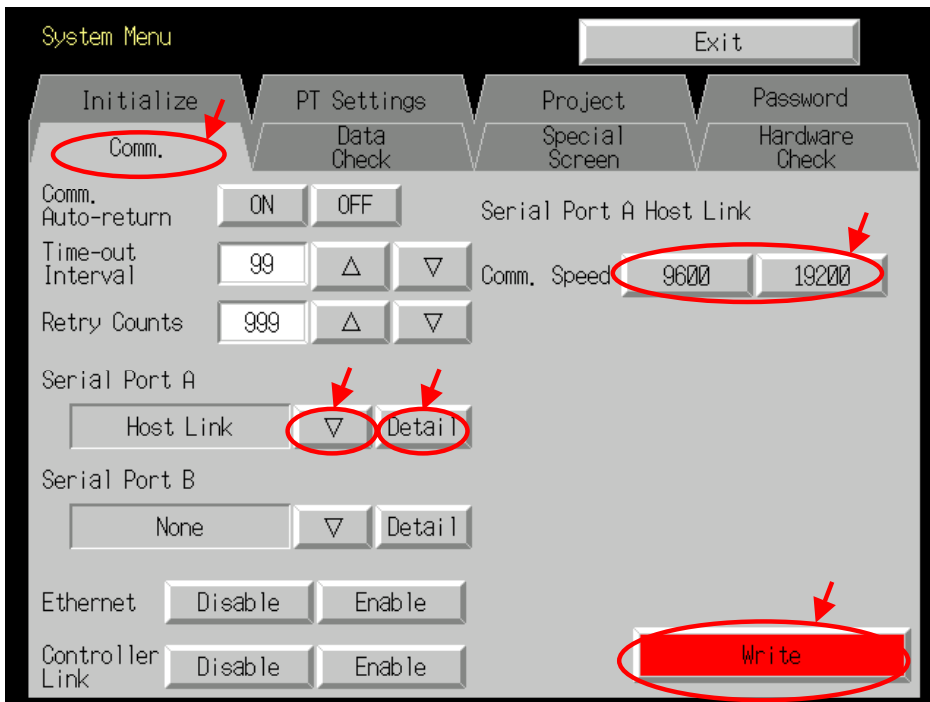 System Menu
Exit
Initialize
PT Settings
Project
Password
Comm.
Data
Check
Special
Screen
Hardware
Check
Comm.
Auto-return
ON
OFF
Serial Port A Host Link
Time-out
Interval
99
△
▽
Comm. Speed
9600
19200
Retry Counts
999
△
▽
Serial Port A
Host Link
▽
Detail
Serial Port B
None
▽
Detail
Ethernet
Disable
Enable
Controller
Link
Disable
Enable
Write